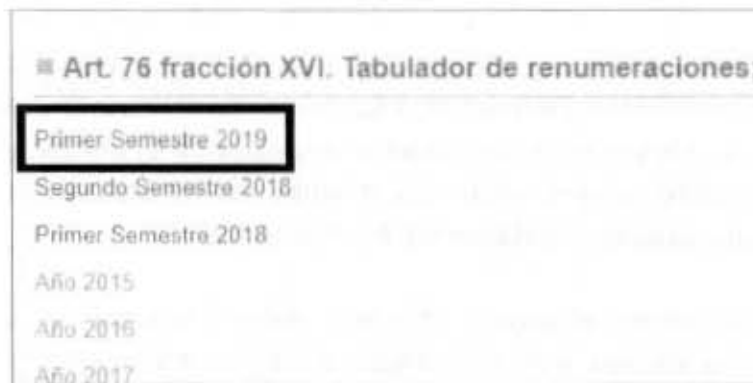 Art. 76 fracción XVI. Tabulador de renumeraciones
Primer Semestre 2019
Segundo Semestre 2018
Primer Semestre 2018
Año 2015
Año 2016
Año 2017